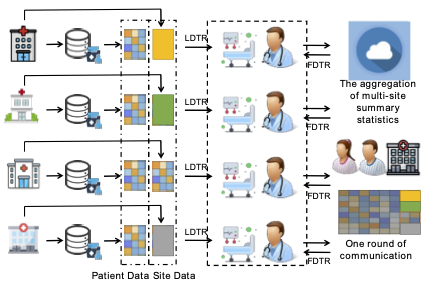 LDTR
FDTR
The aggregation
of multi-site
summary
statistics
LDTR
FDTR
LDTR
FDTR
LDTR
FDTR
One round of
communication
Patient Data Site Data